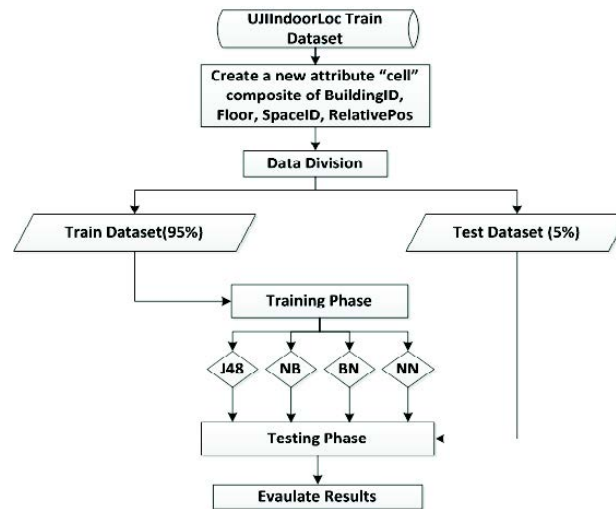 UJIIndoorLoc Train
Dataset
Create a new attribute “cell”
composite of BuildingID,
Floor, SpaceID, RelativePos
Data Division
Train Dataset(95%)
Test Dataset (5%)
Training Phase
J48
NB
BN
NN
Testing Phase
Evaulate Results